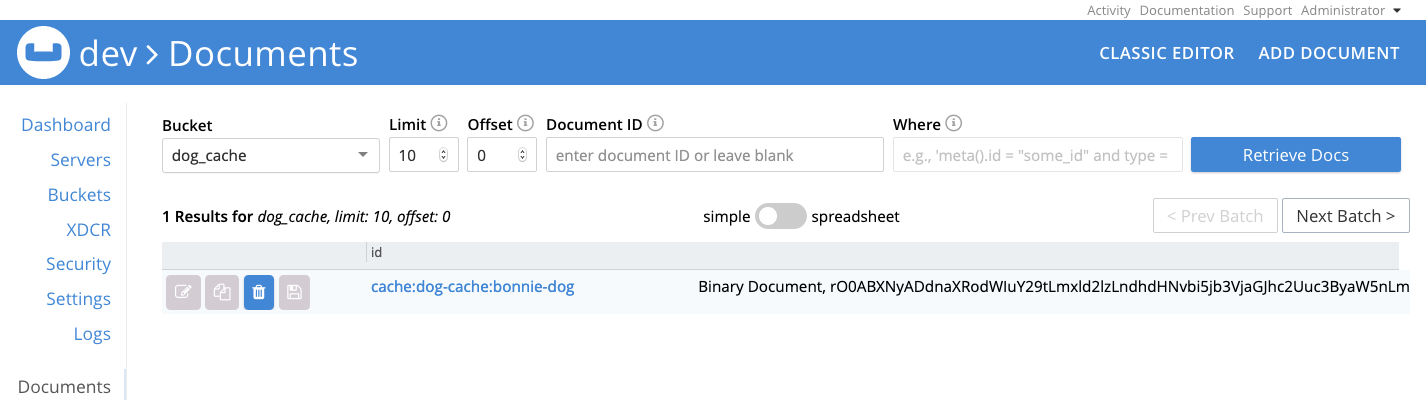 Activity Documentation Support Administrator
dev > Documents
CLASSIC EDITOR ADD DOCUMENT
Dashboard
Servers
Buckets
XDCR
Security
Settings
Logs
Documents
Bucket Limit Offset Document ID Where
dog_cache 10 0 enter document ID or leave blank e.g., 'meta().id = "some_id" and type = Retrieve Docs
1 Results for dog_cache, limit: 10, offset: 0 simple spreadsheet < Prev Batch Next Batch >
id
cache:dog-cache:bonnie-dog Binary Document, rO0ABXNyADdnaXRodWIuY29tLmxld2lzLndhdHNvbi5jb3VjaGJhc2Uuc3ByaW5nLm